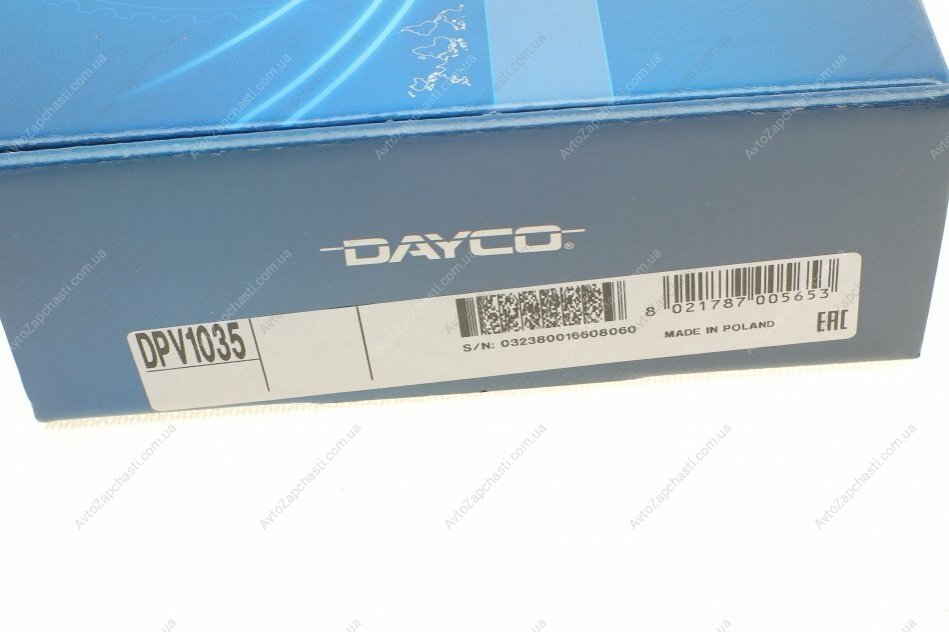 DAYCO®
DPV1035
S/N: 032380016608060
8 021787 005653
MADE IN POLAND
EAC
AvtoZapchasti.com.ua